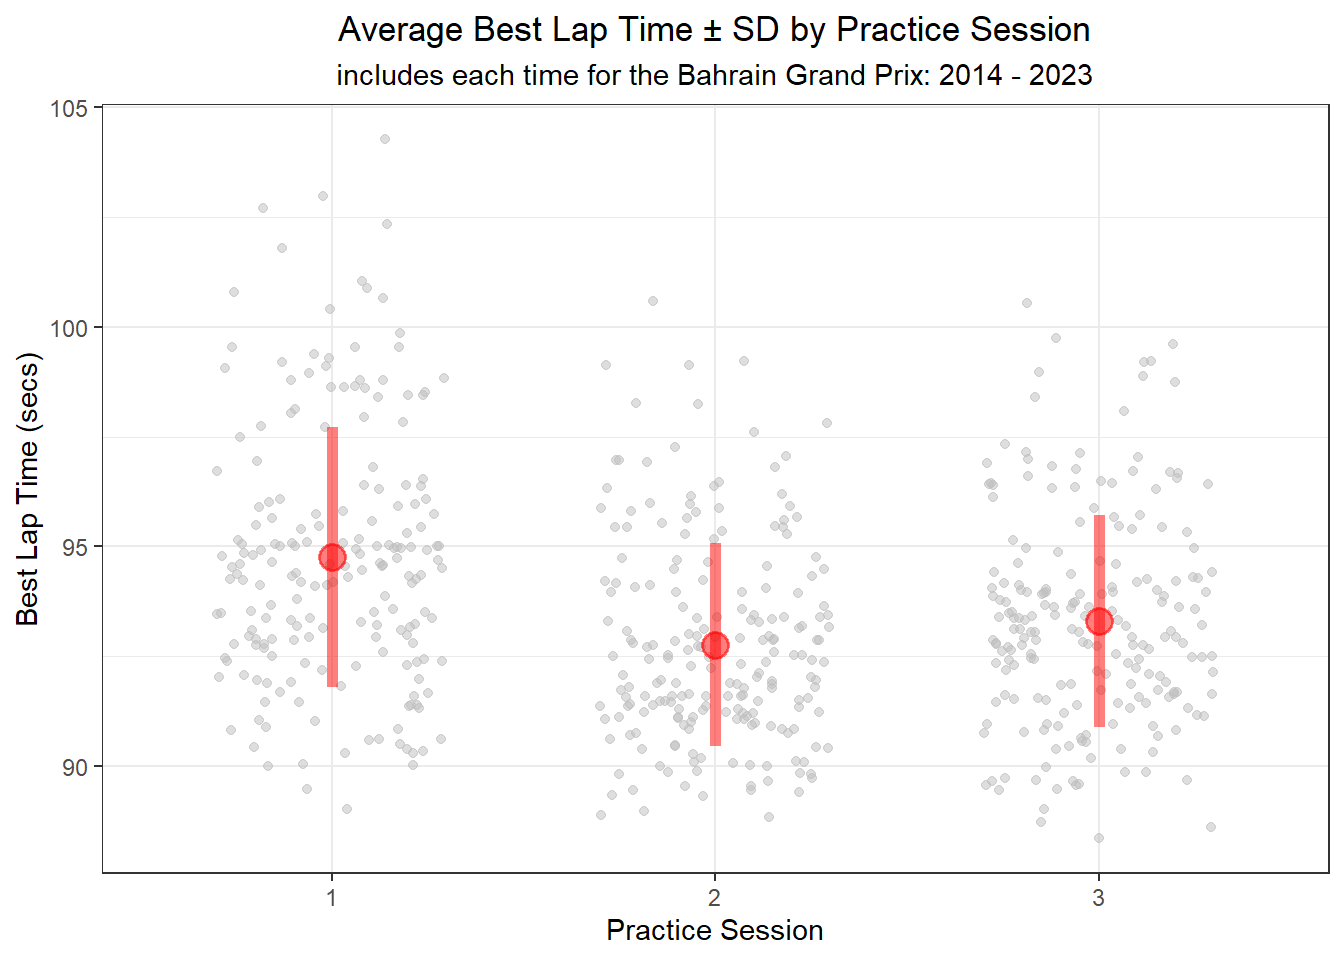 Average Best Lap Time ± SD by Practice Session
includes each time for the Bahrain Grand Prix: 2014 - 2023
Best Lap Time (secs)
105
100
95
90
1
2
3
Practice Session